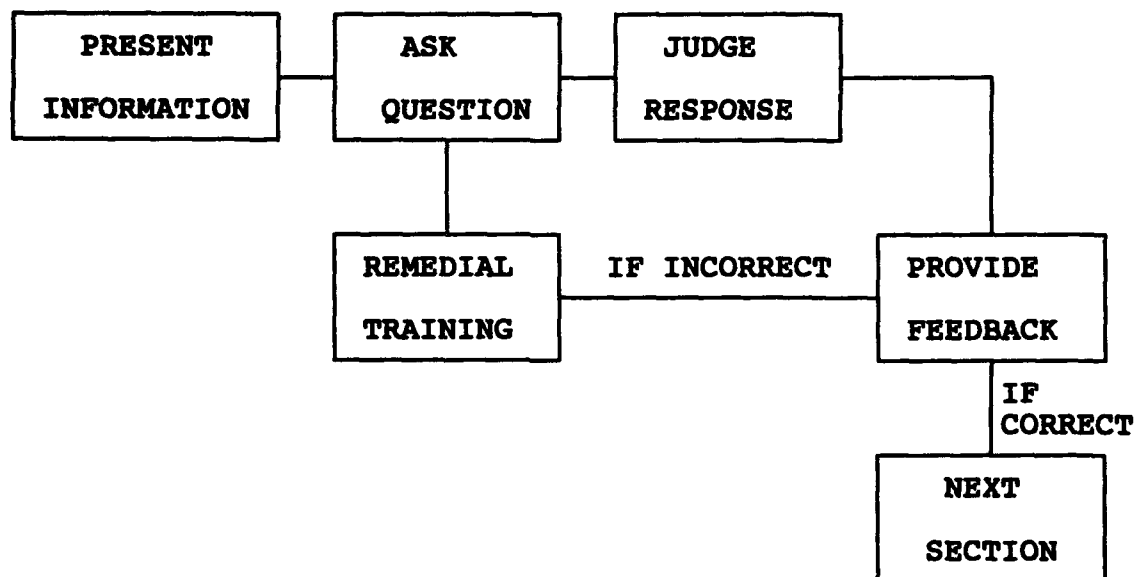 PRESENT
INFORMATION
ASK
QUESTION
JUDGE
RESPONSE
REMEDIAL
TRAINING
IF INCORRECT
PROVIDE
FEEDBACK
IF
CORRECT
NEXT
SECTION